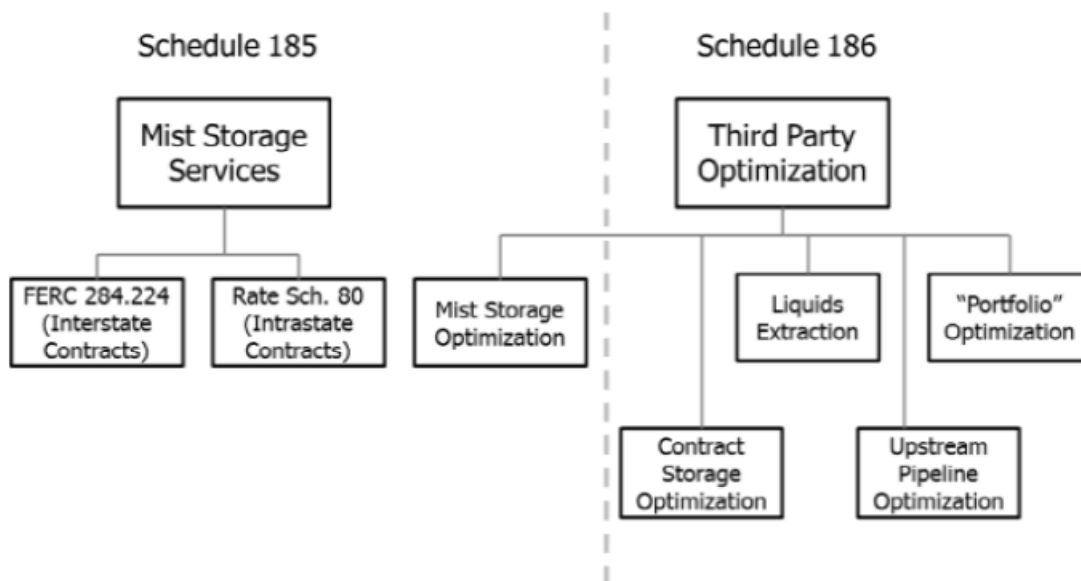 Schedule 185
Schedule 186
Mist Storage
Services
Third Party
Optimization
FERC 284.224
(Interstate
Contracts)
Rate Sch. 80
(Intrastate
Contracts)
Mist Storage
Optimization
Liquids
Extraction
“Portfolio”
Optimization
Contract
Storage
Optimization
Upstream
Pipeline
Optimization